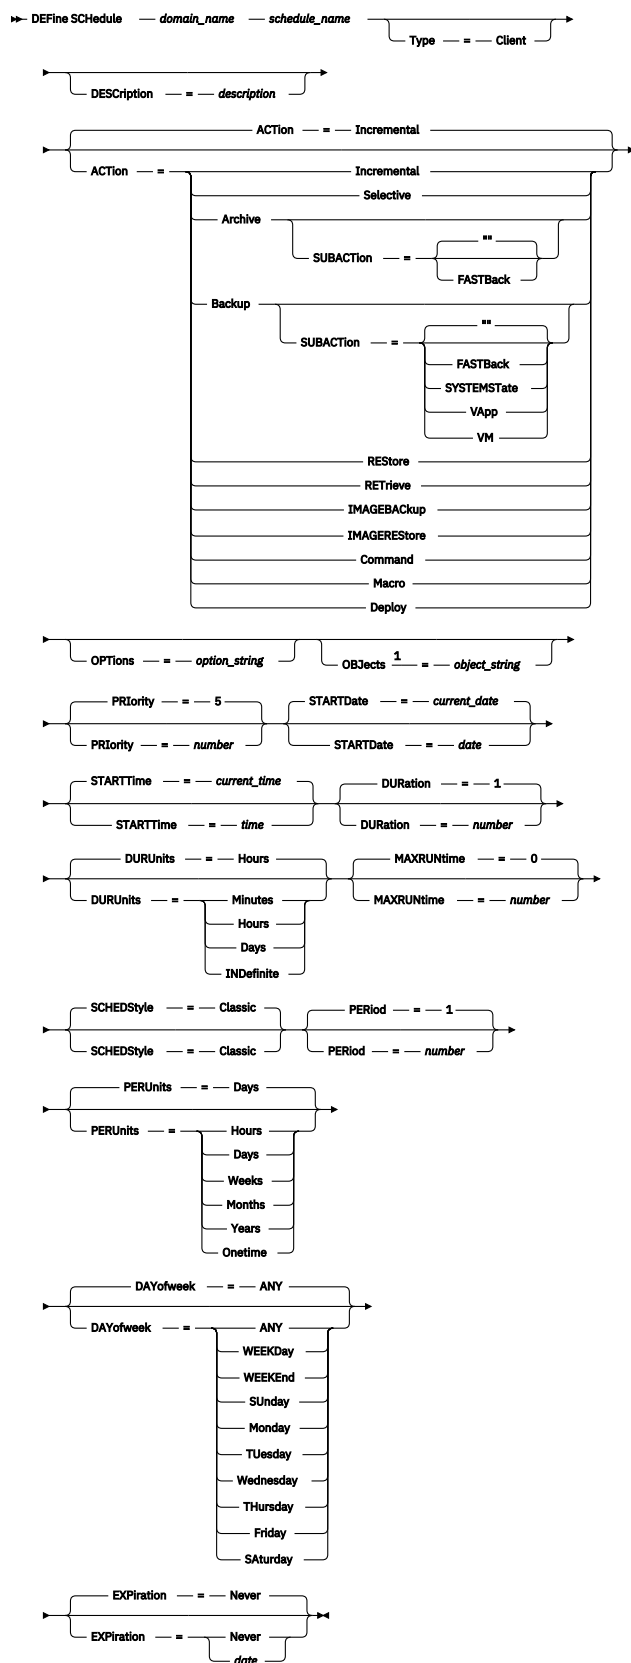 DEFine SCHedule — domain_name — schedule_name
Type — = — Client
DESCription — = — description
ACTion — = — Incremental
ACTion — = Incremental
Selective
Archive
""
SUBACTion — =
FASTBack
Backup
""
SUBACTion — =
FASTBack
SYSTEMSTate
VApp
VM
REStore
RETrieve
IMAGEBACkup
IMAGEREStore
Command
Macro
Deploy
OPTions — = — option_string
OBJects 1 = — object_string
PRIority — = — 5 STARTDate — = — current_date
PRIority — = — number STARTDate — = — date
STARTTime — = — current_time DURation — = — 1
STARTTime — = — time DURation — = — number
DURUnits — = — Hours MAXRUNtime — = — 0
DURUnits — = Minutes MAXRUNtime — = — number
Hours
Days
INDefinite
SCHEDStyle — = — Classic PERiod — = — 1
SCHEDStyle — = — Classic PERiod — = — number
PERUnits — = — Days
PERUnits — = Hours
Days
Weeks
Months
Years
Onetime
DAYofweek — = — ANY
DAYofweek — = ANY
WEEKDay
WEEKEnd
SUnday
Monday
TUesday
Wednesday
THursday
Friday
SAturday
EXPiration — = — Never
EXPiration — = Never
date